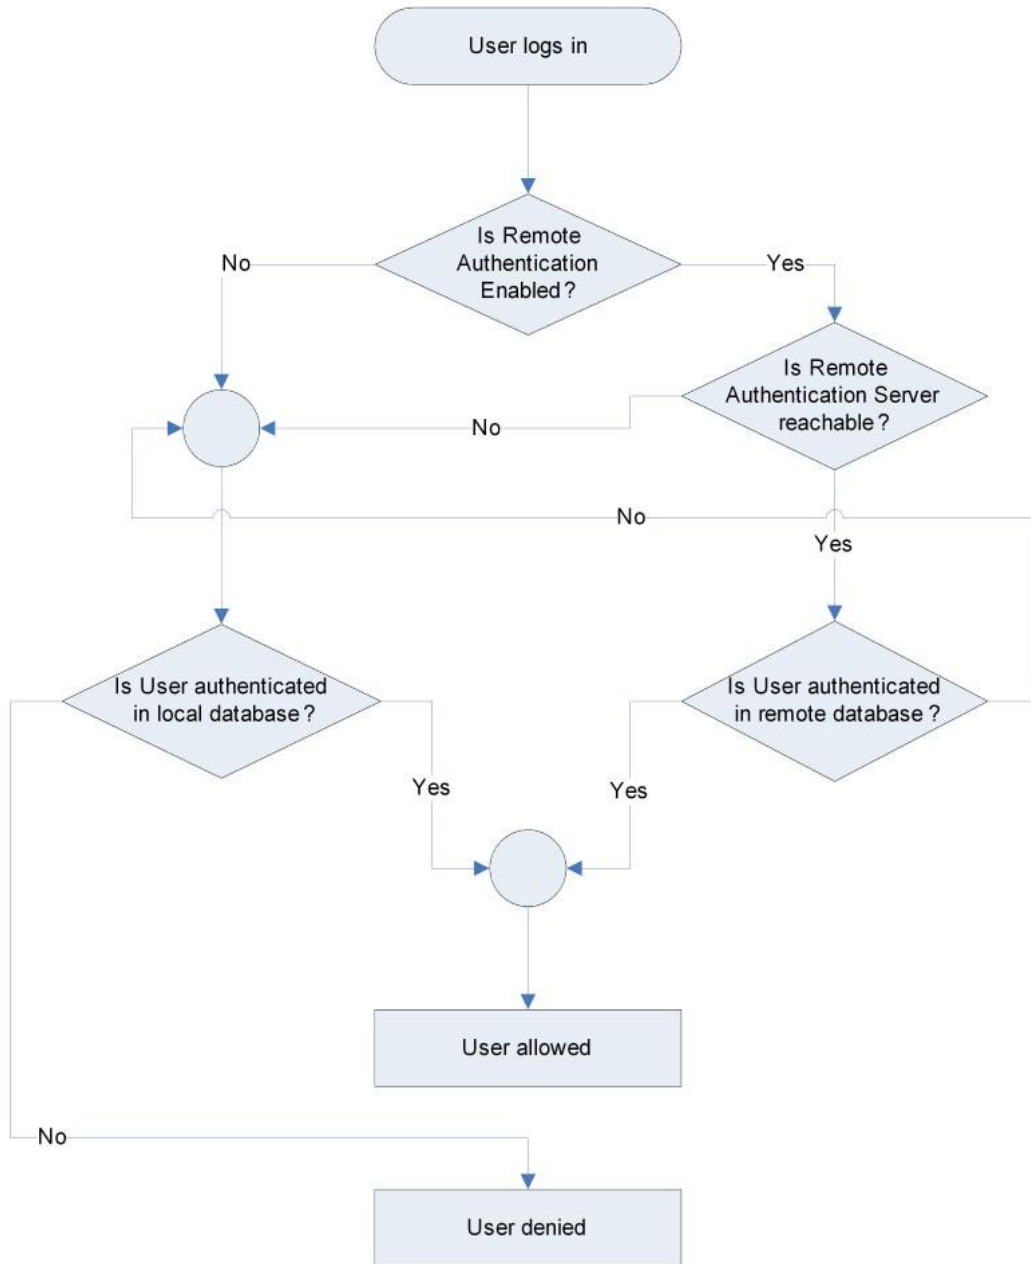 User logs in
Is Remote
Authentication
Enabled?
No
Yes
Is Remote
Authentication Server
reachable?
No
No
Yes
Is User authenticated
in local database?
Is User authenticated
in remote database?
Yes
Yes
User allowed
No
User denied